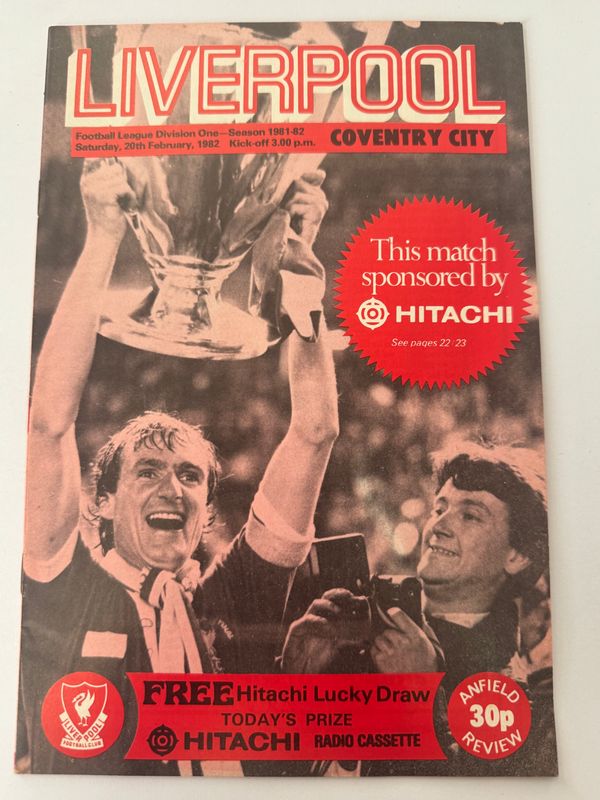 LIVERPOOL
Football League Division One—Season 1981-82
Saturday, 20th February, 1982 Kick-off 3.00 p.m.
COVENTRY CITY
This match
sponsored by
HITACHI
See pages 22/23
FREE Hitachi Lucky Draw
TODAY'S PRIZE
HITACHI RADIO CASSETTE
LIVERPOOL
FOOTBALL CLUB
ANFIELD
30p
REVIEW